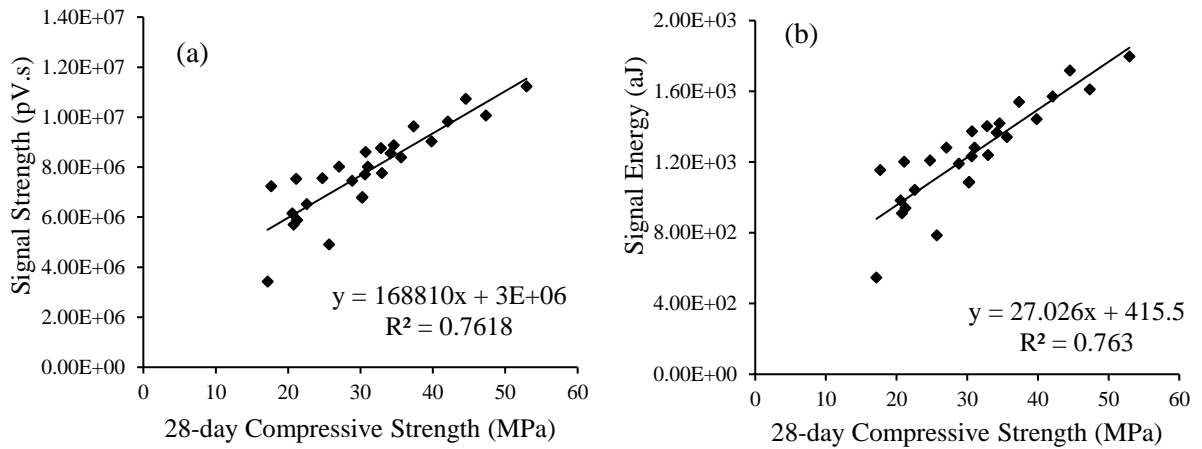 (a)
Signal Strength (pV.s)
1.40E+07
1.20E+07
1.00E+07
8.00E+06
6.00E+06
4.00E+06
2.00E+06
0.00E+00
y = 168810x + 3E+06
R² = 0.7618
0 10 20 30 40 50 60
28-day Compressive Strength (MPa)
(b)
Signal Energy (aJ)
2.00E+03
1.60E+03
1.20E+03
8.00E+02
4.00E+02
0.00E+00
y = 27.026x + 415.5
R² = 0.763
0 10 20 30 40 50 60
28-day Compressive Strength (MPa)